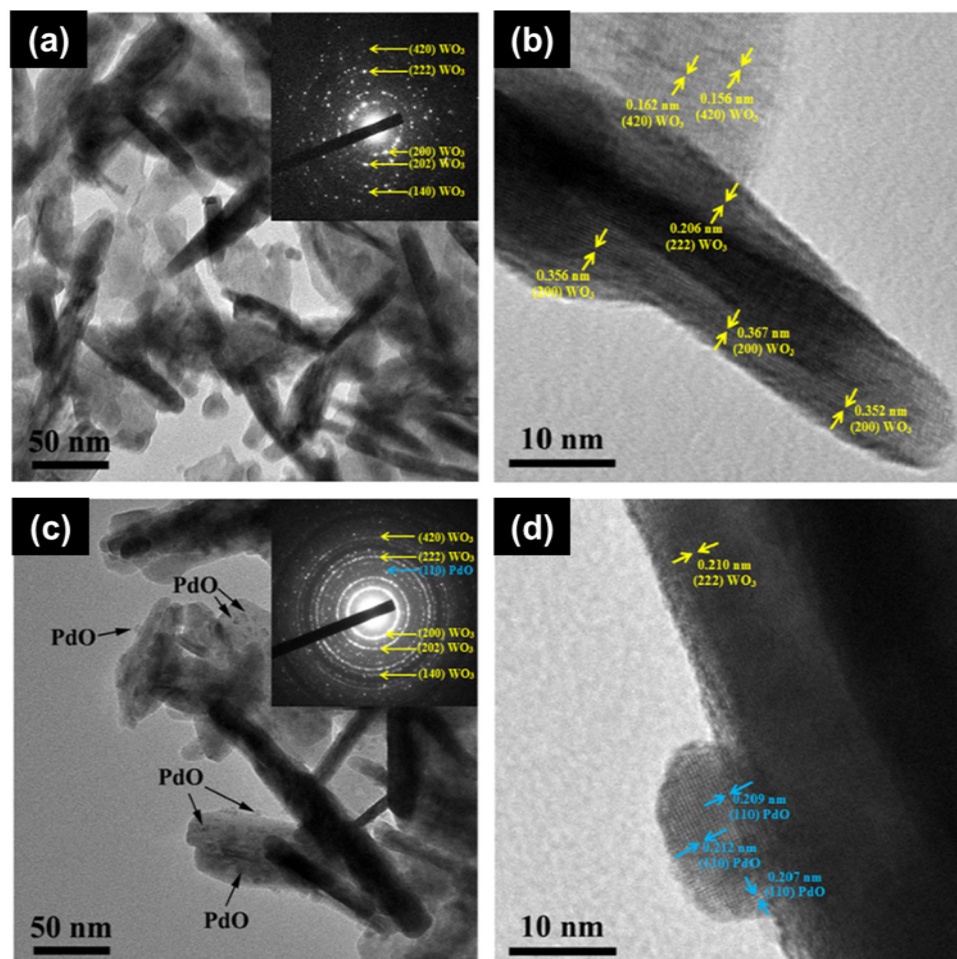 (a)
(420) WO₃
(222) WO₃
(200) WO₃
(202) WO₃
(140) WO₃
50 nm
(b)
0.162 nm
(420) WO₃
0.156 nm
(420) WO₃
0.206 nm
(222) WO₃
0.356 nm
(200) WO₃
0.367 nm
(200) WO₃
0.352 nm
(200) WO₃
10 nm
(c)
(420) WO₃
(222) WO₃
(110) PdO
(200) WO₃
(202) WO₃
(140) WO₃
PdO
PdO
PdO
PdO
50 nm
(d)
0.210 nm
(222) WO₃
0.209 nm
(110) PdO
0.212 nm
(110) PdO
0.207 nm
(110) PdO
10 nm